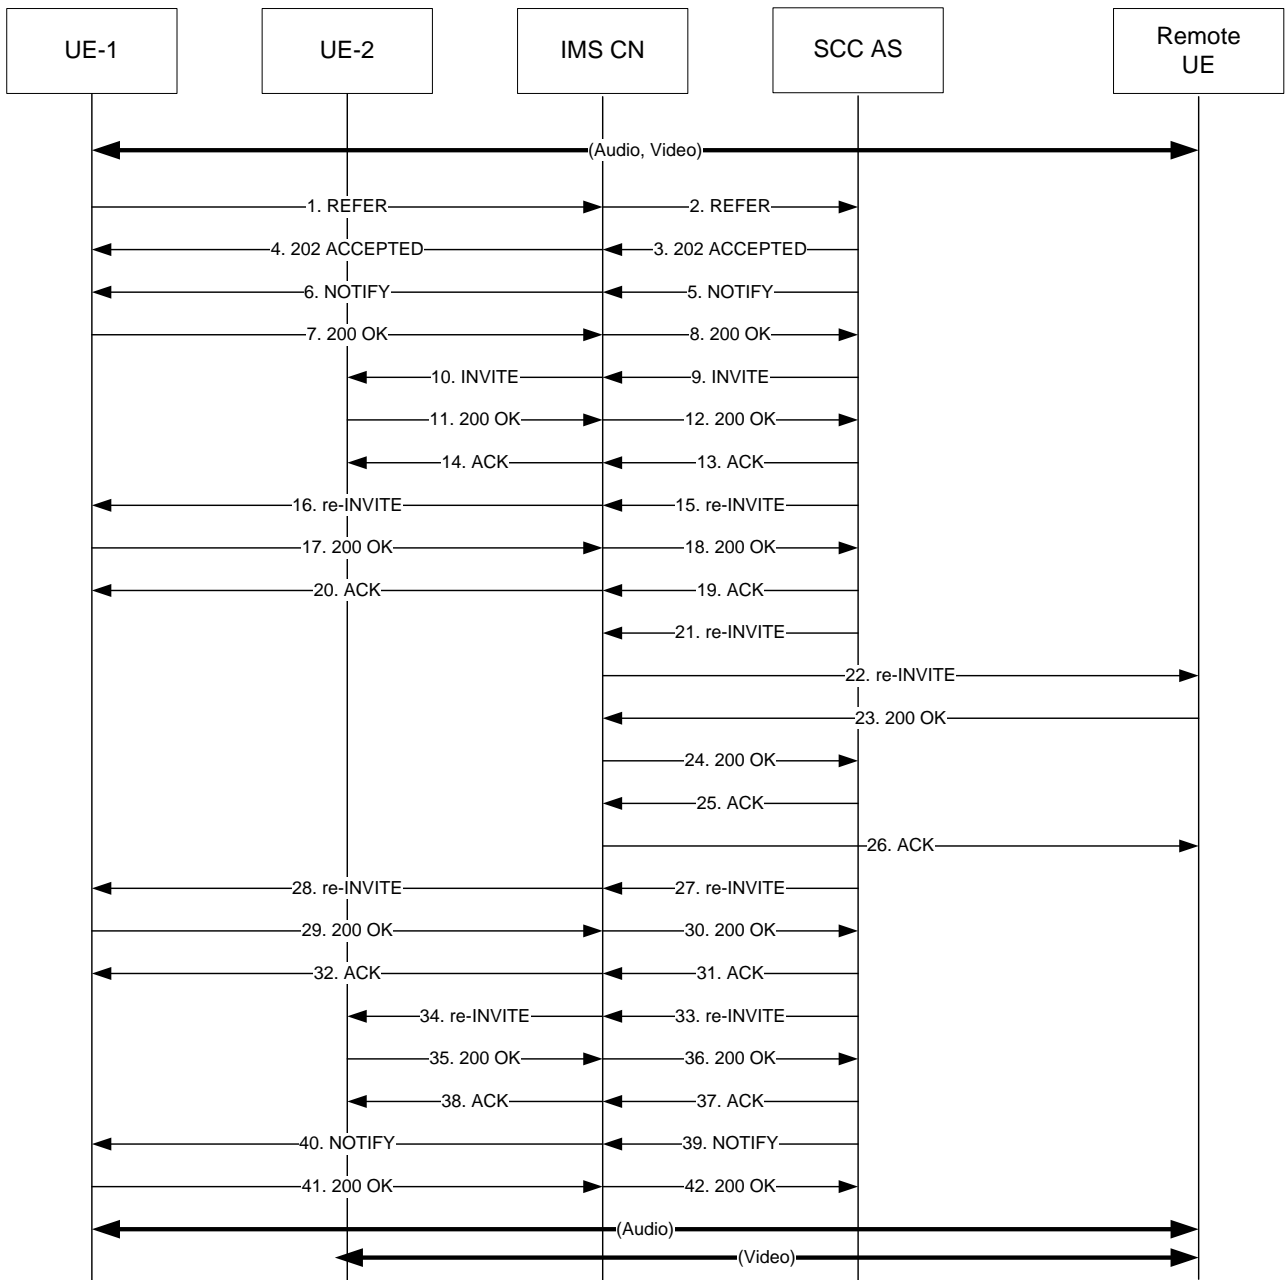 UE-1
UE-2
IMS CN
SCC AS
Remote
UE
(Audio, Video)
1. REFER
2. REFER
4. 202 ACCEPTED
3. 202 ACCEPTED
6. NOTIFY
5. NOTIFY
7. 200 OK
8. 200 OK
10. INVITE
9. INVITE
11. 200 OK
12. 200 OK
14. ACK
13. ACK
16. re-INVITE
15. re-INVITE
17. 200 OK
18. 200 OK
20. ACK
19. ACK
21. re-INVITE
22. re-INVITE
23. 200 OK
24. 200 OK
25. ACK
26. ACK
28. re-INVITE
27. re-INVITE
29. 200 OK
30. 200 OK
32. ACK
31. ACK
34. re-INVITE
33. re-INVITE
35. 200 OK
36. 200 OK
38. ACK
37. ACK
40. NOTIFY
39. NOTIFY
41. 200 OK
42. 200 OK
(Audio)
(Video)